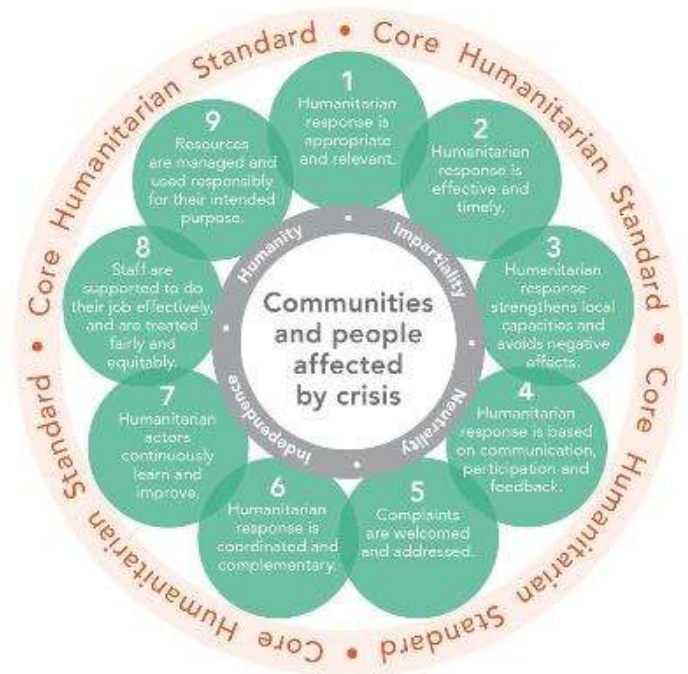 Core Humanitarian Standard • Core Humanitarian Standard • Core Humanitarian Standard • Core Humanitarian Standard •
1
Humanitarian
response is
appropriate
and relevant.
2
Humanitarian
response is
effective and
timely.
3
Humanitarian
response
strengthens local
capacities and
avoids negative
effects.
4
Humanitarian
response is based
on communication,
participation and
feedback.
5
Complaints
are welcomed
and addressed.
6
Humanitarian
response is
coordinated and
complementary.
7
Humanitarian
actors
continuously
learn and
improve.
8
Staff are
supported to do
their job effectively,
and are treated
fairly and
equitably.
9
Resources
are managed and
used responsibly
for their intended
purpose.
Humanity • Impartiality • Neutrality • Independence •
Communities
and people
affected
by crisis